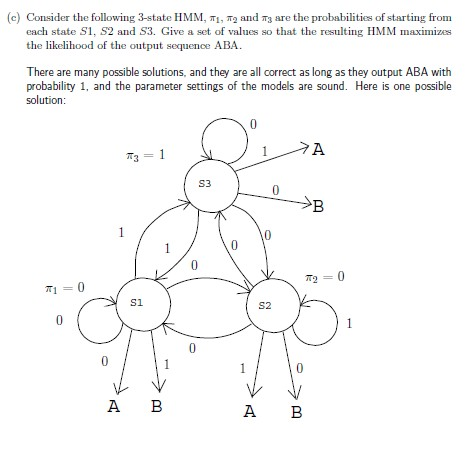 (c) Consider the following 3-state HMM, π1, π2 and π3 are the probabilities of starting from
each state S1, S2 and S3. Give a set of values so that the resulting HMM maximizes
the likelihood of the output sequence ABA.
There are many possible solutions, and they are all correct as long as they output ABA with
probability 1, and the parameter settings of the models are sound. Here is one possible
solution:
0
π3 = 1
1
A
S3
0
B
1
1
0
0
0
π1 = 0
π2 = 0
S1
S2
0
1
0
0
1
1
0
A
B
A
B